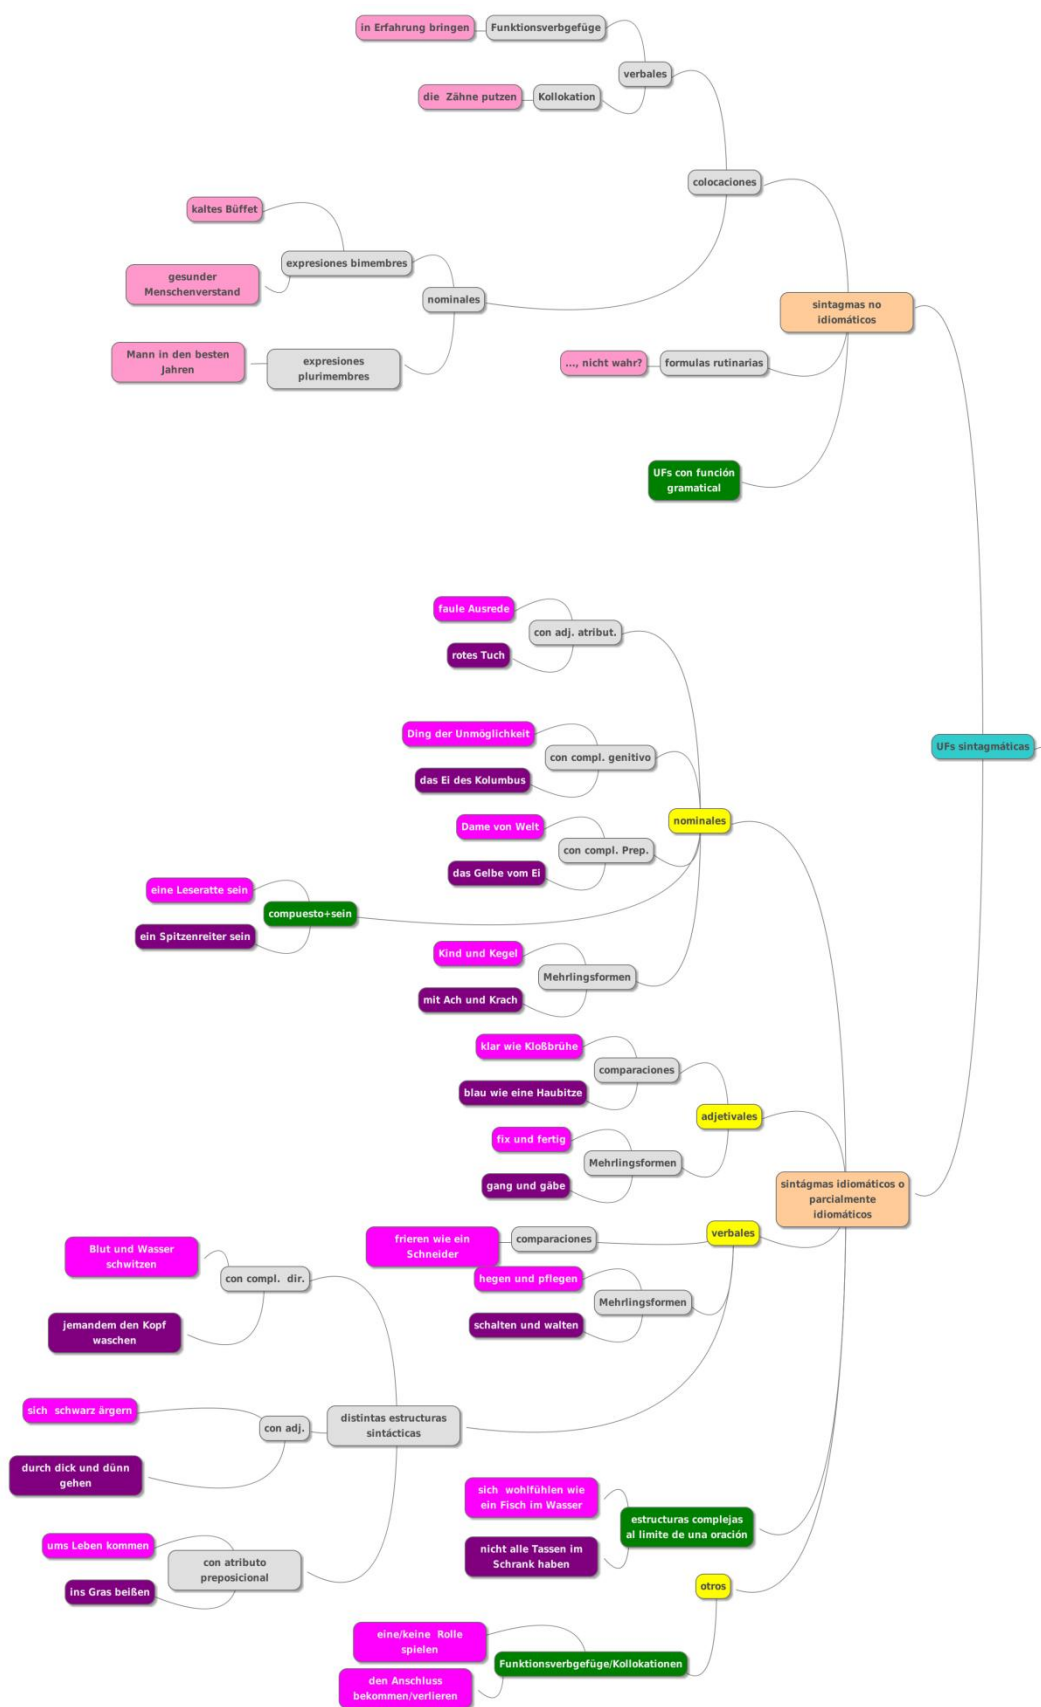 in Erfahrung bringen
Funktionsverbgefüge
verbales
die Zähne putzen
Kollokation
colocaciones
kaltes Büffet
expresiones bimembres
gesunder
Menschenverstand
nominales
sintagmas no
idiomáticos
Mann in den besten
Jahren
expresiones
plurimembres
..., nicht wahr?
formulas rutinarias
UFs con función
gramatical
faule Ausrede
con adj. atribut.
rotes Tuch
Ding der Unmöglichkeit
con compl. genitivo
das Ei des Kolumbus
UFs sintagmáticas
nominales
Dame von Welt
con compl. Prep.
das Gelbe vom Ei
eine Leseratte sein
compuesto+sein
ein Spitzenreiter sein
Kind und Kegel
Mehrlingsformen
mit Ach und Krach
klar wie Kloßbrühe
comparaciones
blau wie eine Haubitze
adjetivales
fix und fertig
Mehrlingsformen
gang und gäbe
sintágmas idiomáticos o
parcialmente
idiomáticos
verbales
frieren wie ein
Schneider
comparaciones
hegen und pflegen
Mehrlingsformen
schalten und walten
Blut und Wasser
schwitzen
con compl. dir.
jemandem den Kopf
waschen
sich schwarz ärgern
con adj.
distintas estructuras
sintácticas
durch dick und dünn
gehen
sich wohlfühlen wie
ein Fisch im Wasser
estructuras complejas
al limite de una oración
nicht alle Tassen im
Schrank haben
ums Leben kommen
con atributo
preposicional
ins Gras beißen
otros
eine/keine Rolle
spielen
Funktionsverbgefüge/Kollokationen
den Anschluss
bekommen/verlieren